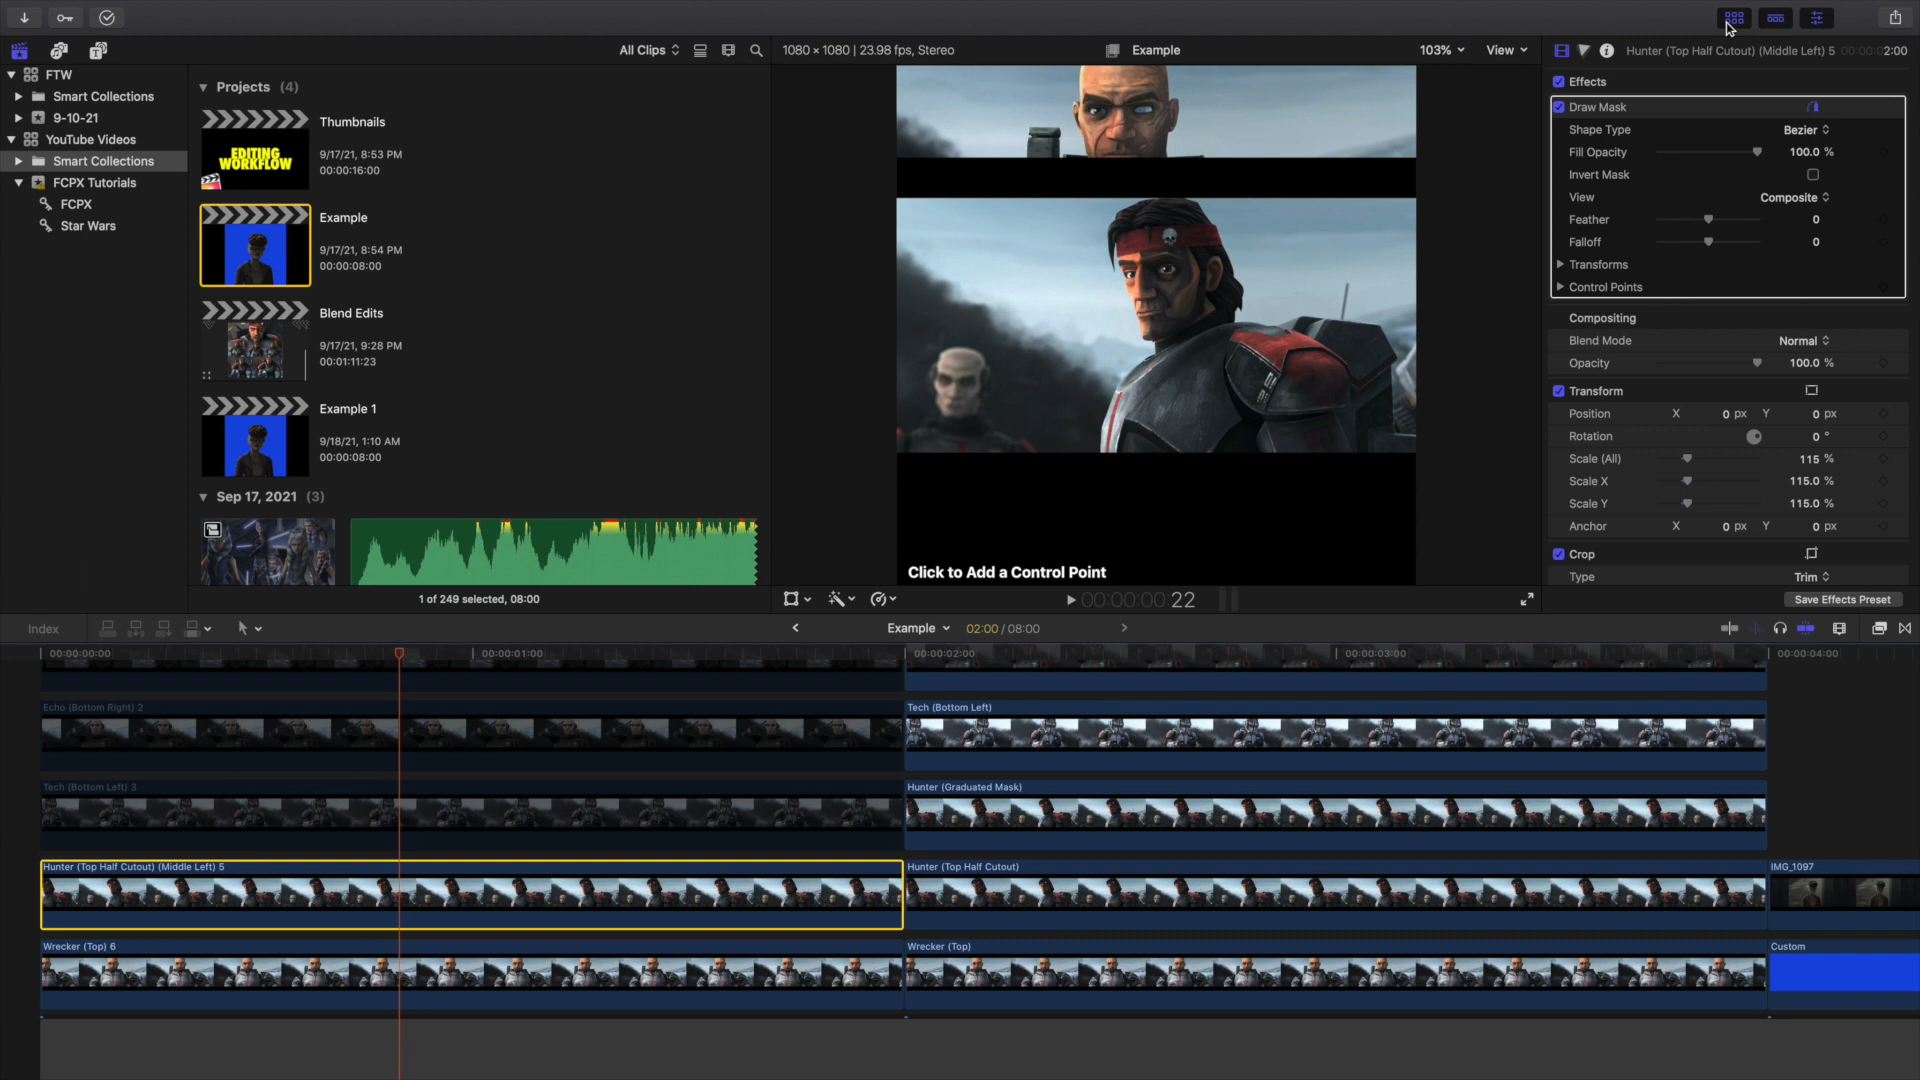 All Clips
1080 × 1080 | 23.98 fps, Stereo
Example
103%
View
Hunter (Top Half Cutout) (Middle Left) 5
00:00:02:00
FTW
Smart Collections
9-10-21
YouTube Videos
Smart Collections
FCPX Tutorials
FCPX
Star Wars
Projects (4)
Thumbnails
9/17/21, 8:53 PM
00:00:16:00
EDITING
WORKFLOW
Example
9/17/21, 8:54 PM
00:00:08:00
Blend Edits
9/17/21, 9:28 PM
00:01:11:23
Example 1
9/18/21, 1:10 AM
00:00:08:00
Sep 17, 2021 (3)
1 of 249 selected, 08:00
Click to Add a Control Point
00:00:00:22
Effects
Draw Mask
Shape Type Bezier
Fill Opacity 100.0 %
Invert Mask
View Composite
Feather 0
Falloff 0
Transforms
Control Points
Compositing
Blend Mode Normal
Opacity 100.0 %
Transform
Position X 0 px Y 0 px
Rotation 0 °
Scale (All) 115 %
Scale X 115.0 %
Scale Y 115.0 %
Anchor X 0 px Y 0 px
Crop
Type Trim
Save Effects Preset
Index
Example 02:00 / 08:00
00:00:00:00 00:00:01:00 00:00:02:00 00:00:03:00 00:00:04:00
Echo (Bottom Right) 2
Tech (Bottom Left)
Tech (Bottom Left) 3
Hunter (Graduated Mask)
Hunter (Top Half Cutout) (Middle Left) 5
Hunter (Top Half Cutout)
IMG_1097
Wrecker (Top) 6
Wrecker (Top)
Custom